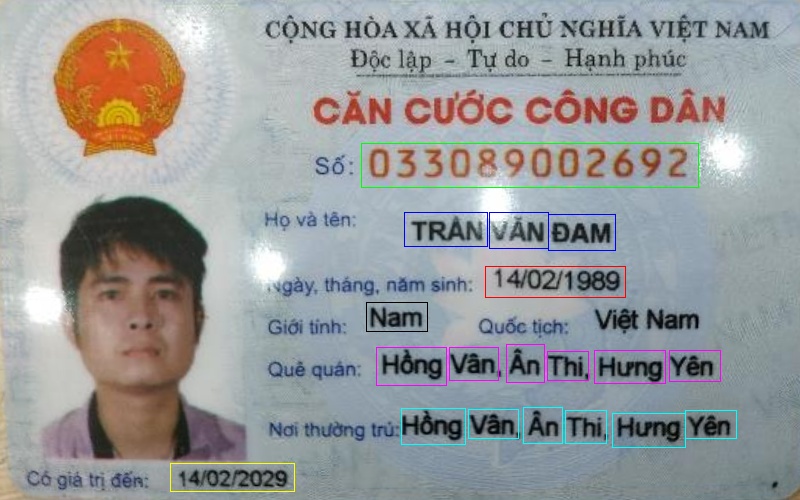 CỘNG HÒA XÃ HỘI CHỦ NGHĨA VIỆT NAM
Độc lập - Tự do - Hạnh phúc
CĂN CƯỚC CÔNG DÂN
Số: 033089002692
Họ và tên: TRẦN VĂN ĐAM
Ngày, tháng, năm sinh: 14/02/1989
Giới tính: Nam Quốc tịch: Việt Nam
Quê quán: Hồng Vân, Ân Thi, Hưng Yên
Nơi thường trú: Hồng Vân, Ân Thi, Hưng Yên
Có giá trị đến: 14/02/2029